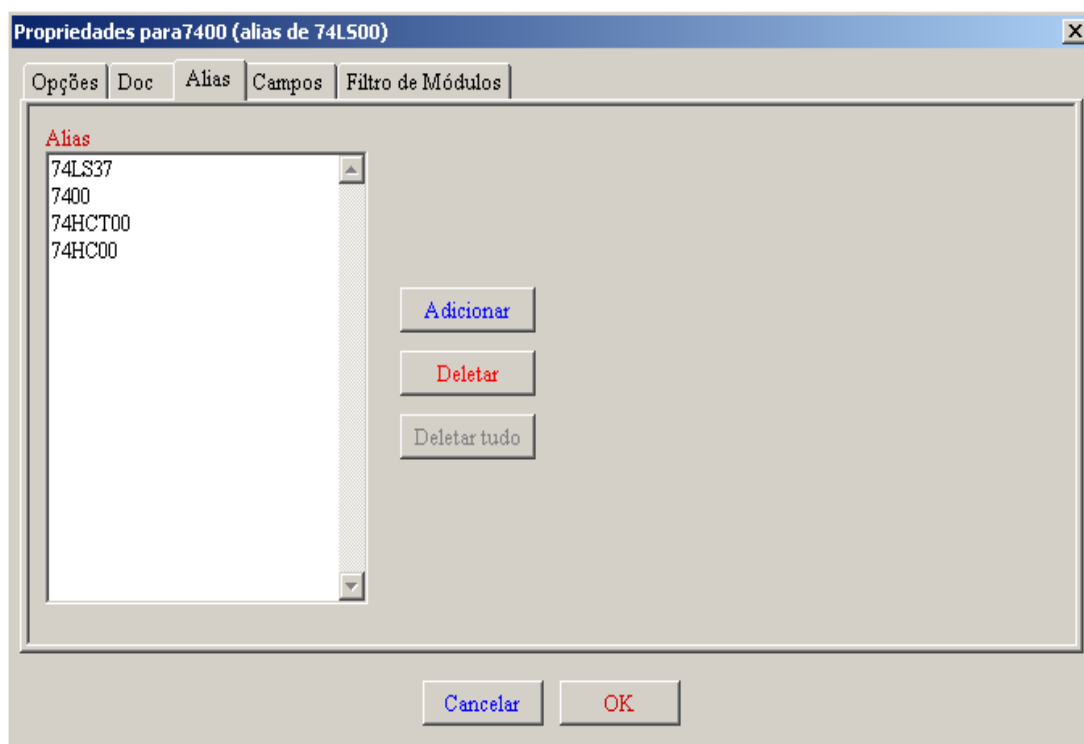 Propriedades para7400 (alias de 74LS00)
Opções Doc Alias Campos Filtro de Módulos
Alias
74LS37
7400
74HCT00
74HC00
Adicionar
Deletar
Deletar tudo
Cancelar OK